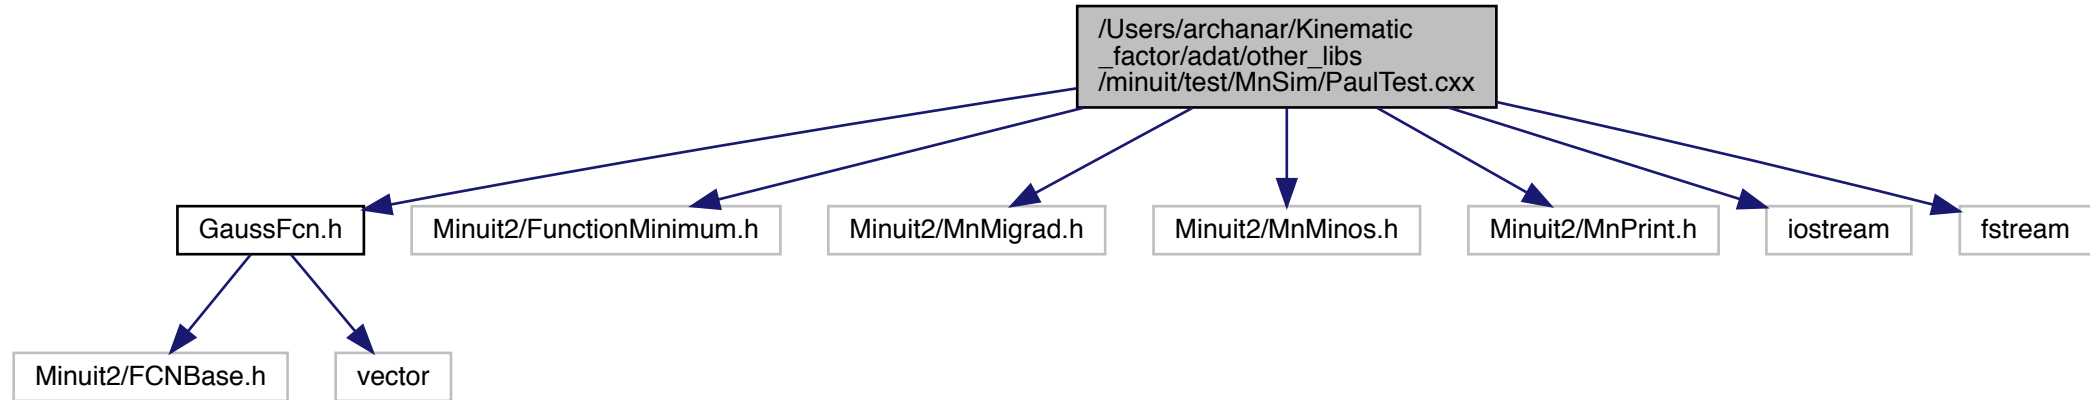 /Users/archanar/Kinematic
_factor/adat/other_libs
/minuit/test/MnSim/PaulTest.cxx
GaussFcn.h
Minuit2/FunctionMinimum.h
Minuit2/MnMigrad.h
Minuit2/MnMinos.h
Minuit2/MnPrint.h
iostream
fstream
Minuit2/FCNBase.h
vector